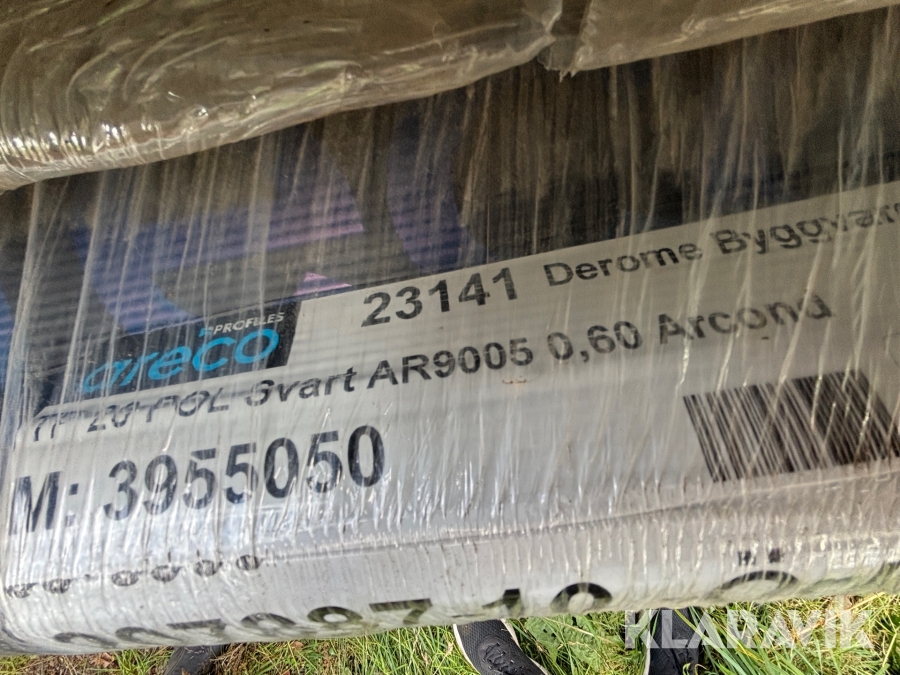 23141 Derome Byggvaru
PROFILES
areco
TP 20 POL Svart AR9005 0,60 Arcond
M: 3955050
KLARAVIK